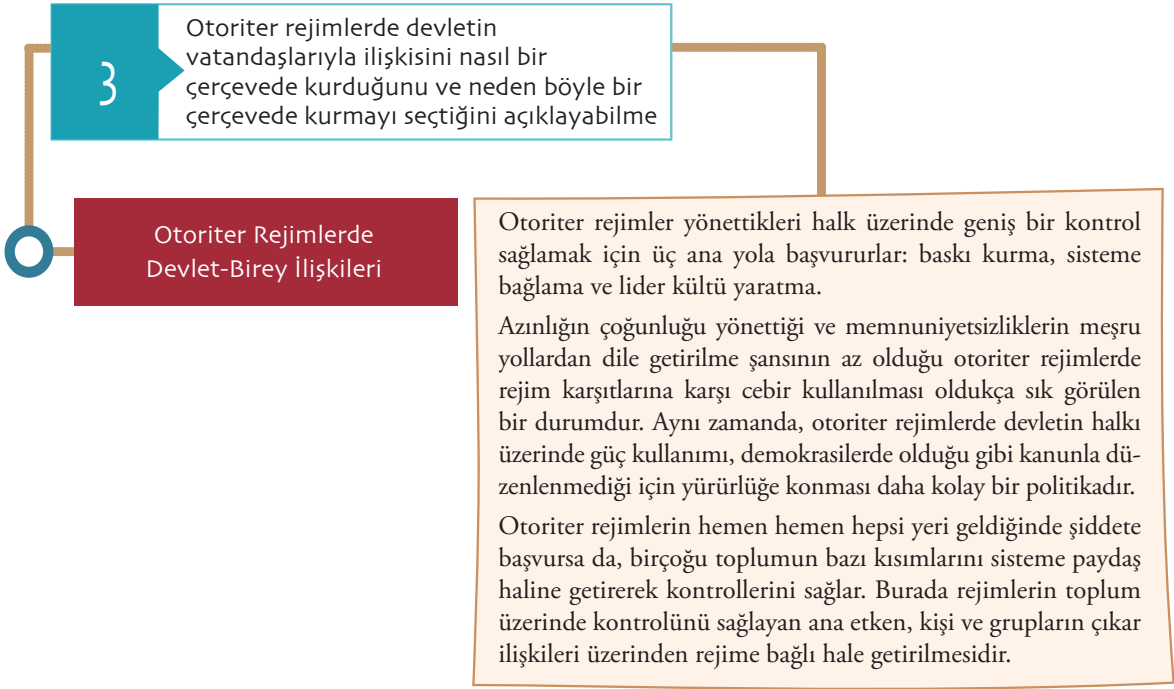 3
Otoriter rejimlerde devletin
vatandaşlarıyla ilişkisini nasıl bir
çerçevede kurduğunu ve neden böyle bir
çerçevede kurmayı seçtiğini açıklayabilme
Otoriter Rejimlerde
Devlet-Birey İlişkileri
Otoriter rejimler yönettikleri halk üzerinde geniş bir kontrol
sağlamak için üç ana yola başvururlar: baskı kurma, sisteme
bağlama ve lider kültü yaratma.
Azınlığın çoğunluğu yönettiği ve memnuniyetsizliklerin meşru
yollardan dile getirilme şansının az olduğu otoriter rejimlerde
rejim karşıtlarına karşı cebir kullanılması oldukça sık görülen
bir durumdur. Aynı zamanda, otoriter rejimlerde devletin halkı
üzerinde güç kullanımı, demokrasilerde olduğu gibi kanunla dü-
zenlenmediği için yürürlüğe konması daha kolay bir politikadır.
Otoriter rejimlerin hemen hemen hepsi yeri geldiğinde şiddete
başvursa da, birçoğu toplumun bazı kısımlarını sisteme paydaş
haline getirerek kontrollerini sağlar. Burada rejimlerin toplum
üzerinde kontrolünü sağlayan ana etken, kişi ve grupların çıkar
ilişkileri üzerinden rejime bağlı hale getirilmesidir.